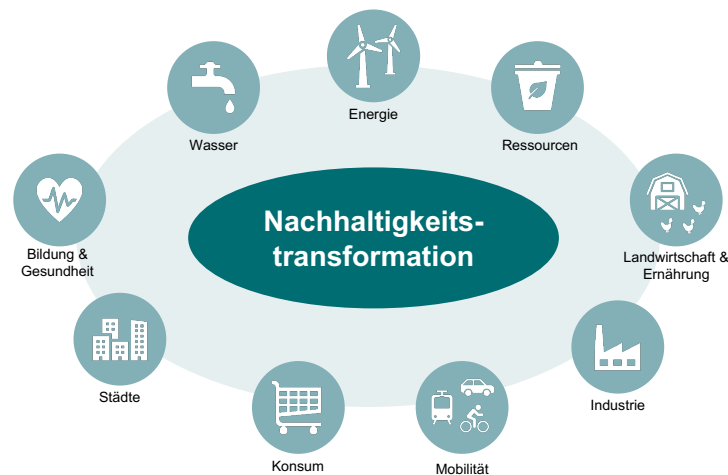 Energie
Wasser
Ressourcen
Nachhaltigkeits-
transformation
Bildung &
Gesundheit
Landwirtschaft &
Ernährung
Städte
Industrie
Konsum
Mobilität